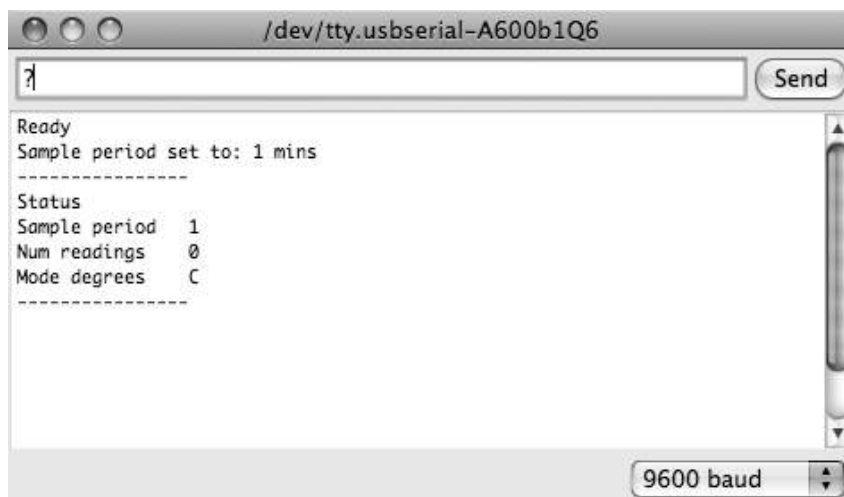 /dev/tty.usbserial-A600b1Q6
?
Send
Ready
Sample period set to: 1 mins
----------------
Status
Sample period 1
Num readings 0
Mode degrees C
----------------
9600 baud